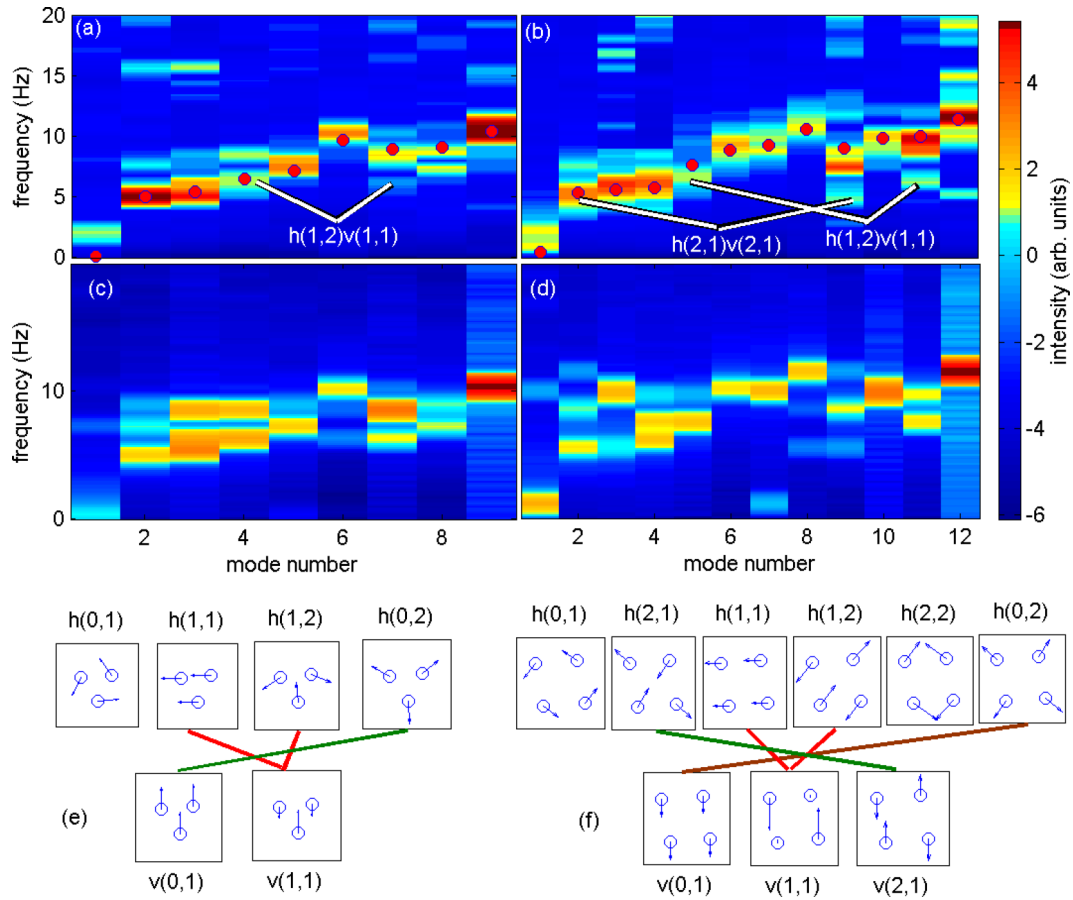 20
15
10
5
0
frequency (Hz)
(a)
h(1,2)v(1,1)
(b)
h(2,1)v(2,1)
h(1,2)v(1,1)
4
2
0
-2
-4
-6
intensity (arb. units)
10
0
frequency (Hz)
(c)
2 4 6 8
mode number
(d)
2 4 6 8 10 12
mode number
h(0,1) h(1,1) h(1,2) h(0,2)
(e)
v(0,1) v(1,1)
h(0,1) h(2,1) h(1,1) h(1,2) h(2,2) h(0,2)
(f)
v(0,1) v(1,1) v(2,1)